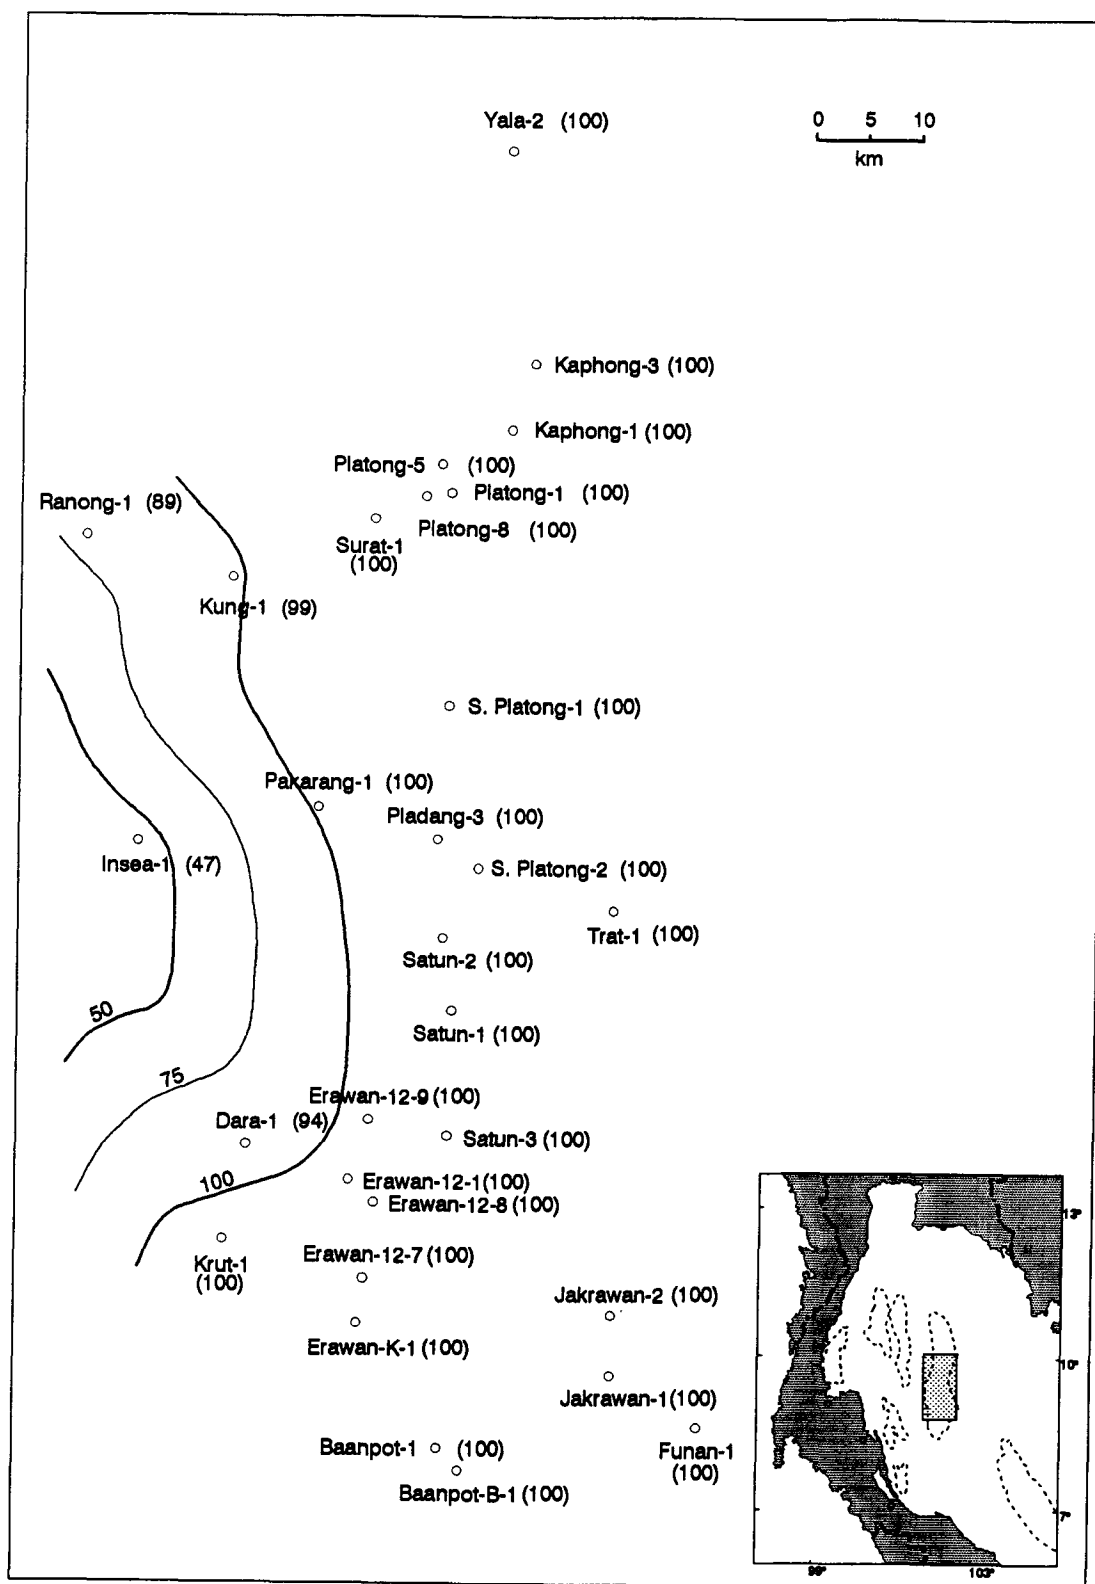 Yala-2 (100)
0 5 10
km
Kaphong-3 (100)
Kaphong-1 (100)
Platong-5 (100)
Platong-1 (100)
Ranong-1 (89)
Platong-8 (100)
Surat-1
(100)
Kung-1 (99)
S. Platong-1 (100)
Pakarang-1 (100)
Pladang-3 (100)
Insea-1 (47)
S. Platong-2 (100)
Trat-1 (100)
Satun-2 (100)
50
Satun-1 (100)
75
Erawan-12-9 (100)
Dara-1 (94)
Satun-3 (100)
100
Erawan-12-1 (100)
Erawan-12-8 (100)
13°
Krut-1
(100)
Erawan-12-7 (100)
Jakrawan-2 (100)
Erawan-K-1 (100)
10°
Jakrawan-1 (100)
Baanpot-1 (100)
Funan-1
(100)
Baanpot-B-1 (100)
7°
99°
103°